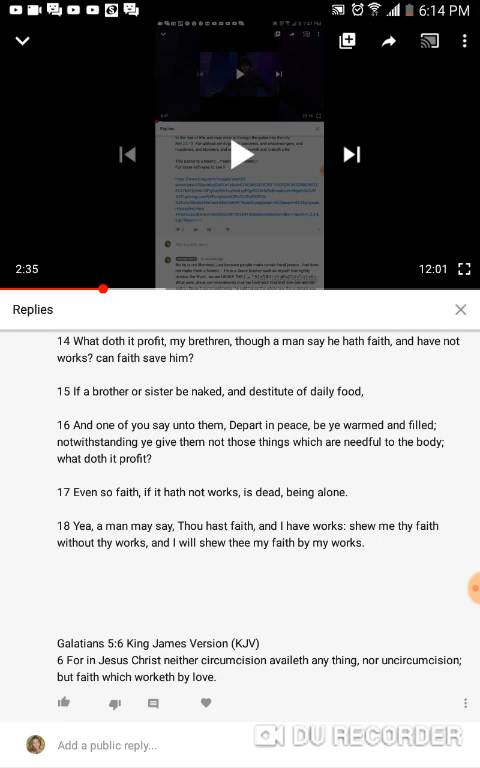 6:14 PM
2:35
12:01
Replies
14 What doth it profit, my brethren, though a man say he hath faith, and have not
works? can faith save him?
15 If a brother or sister be naked, and destitute of daily food,
16 And one of you say unto them, Depart in peace, be ye warmed and filled;
notwithstanding ye give them not those things which are needful to the body;
what doth it profit?
17 Even so faith, if it hath not works, is dead, being alone.
18 Yea, a man may say, Thou hast faith, and I have works: shew me thy faith
without thy works, and I will shew thee my faith by my works.
Galatians 5:6 King James Version (KJV)
6 For in Jesus Christ neither circumcision availeth any thing, nor uncircumcision;
but faith which worketh by love.
Add a public reply...
DU RECORDER